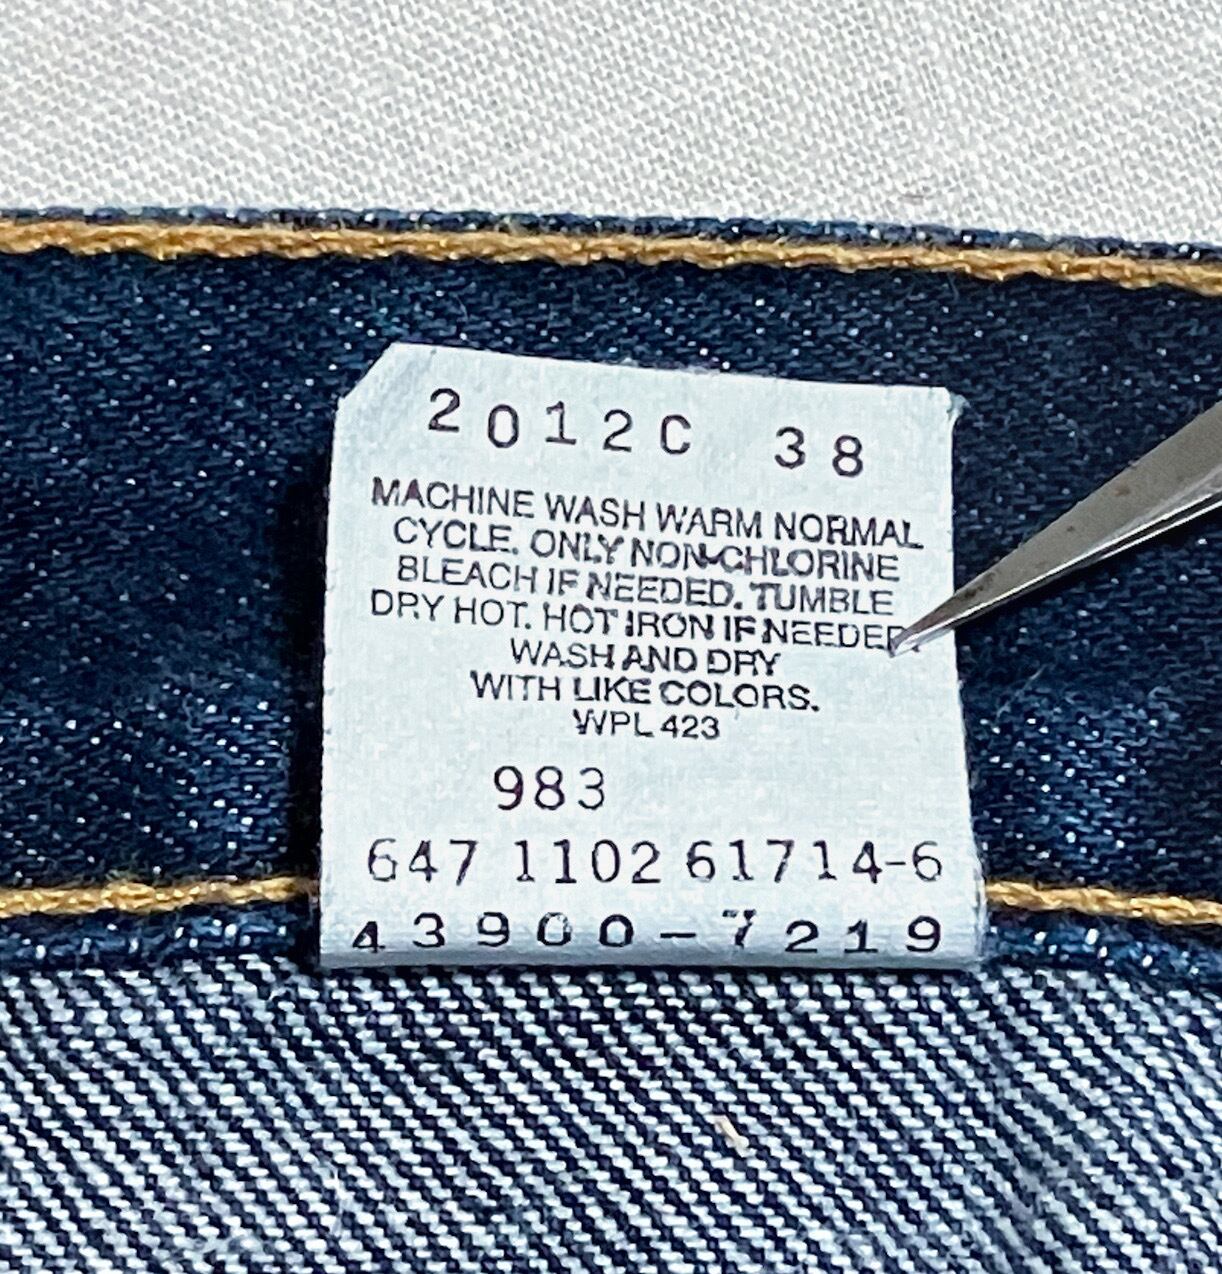 2012C 38
MACHINE WASH WARM NORMAL
CYCLE. ONLY NON-CHLORINE
BLEACH IF NEEDED. TUMBLE
DRY HOT. HOT IRON IF NEEDED.
WASH AND DRY
WITH LIKE COLORS.
WPL 423
983
647 1102 61714-6
43900-7219